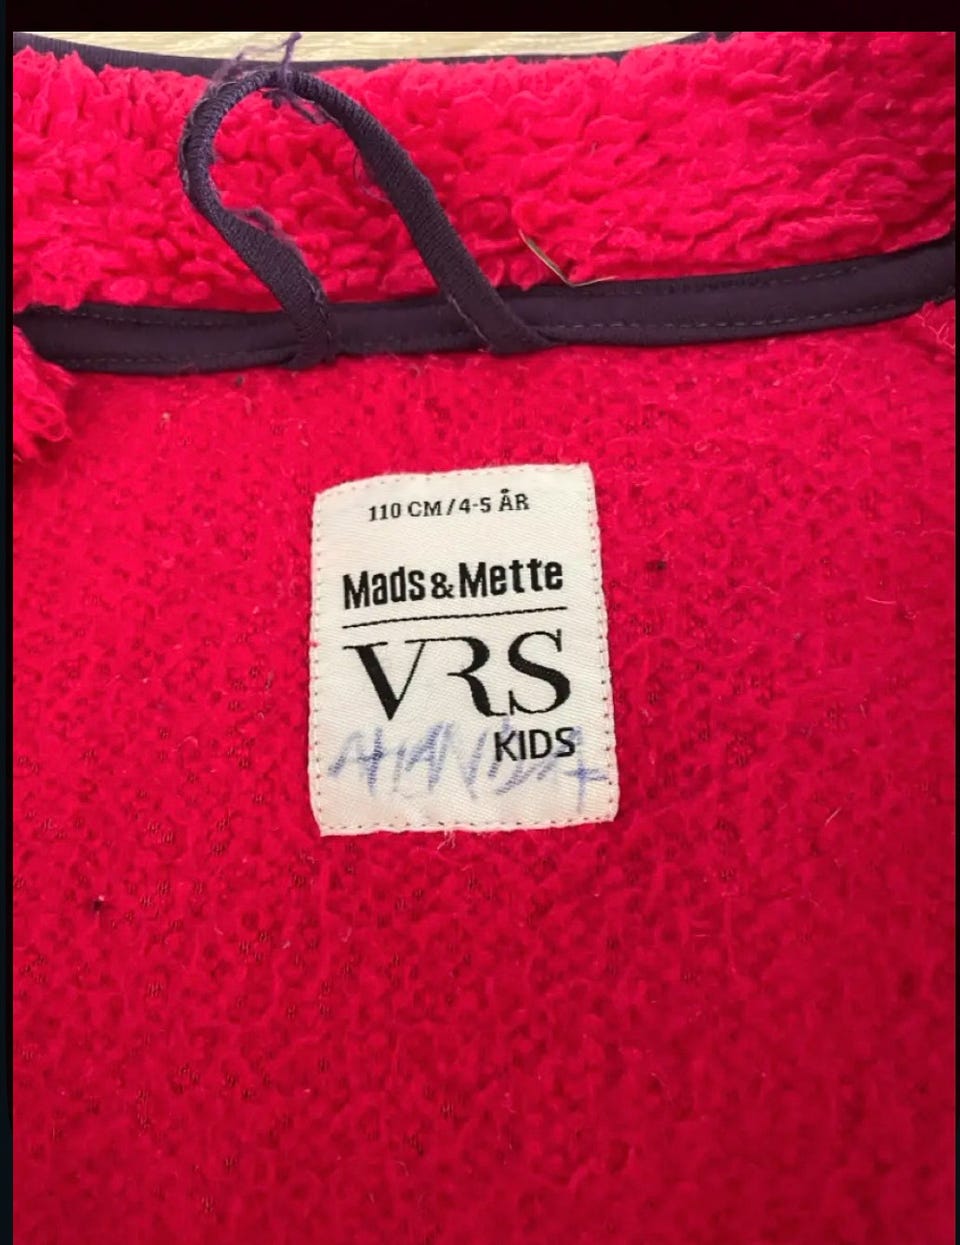 110 CM/4-5 ÅR
Mads&Mette
VRS
KIDS